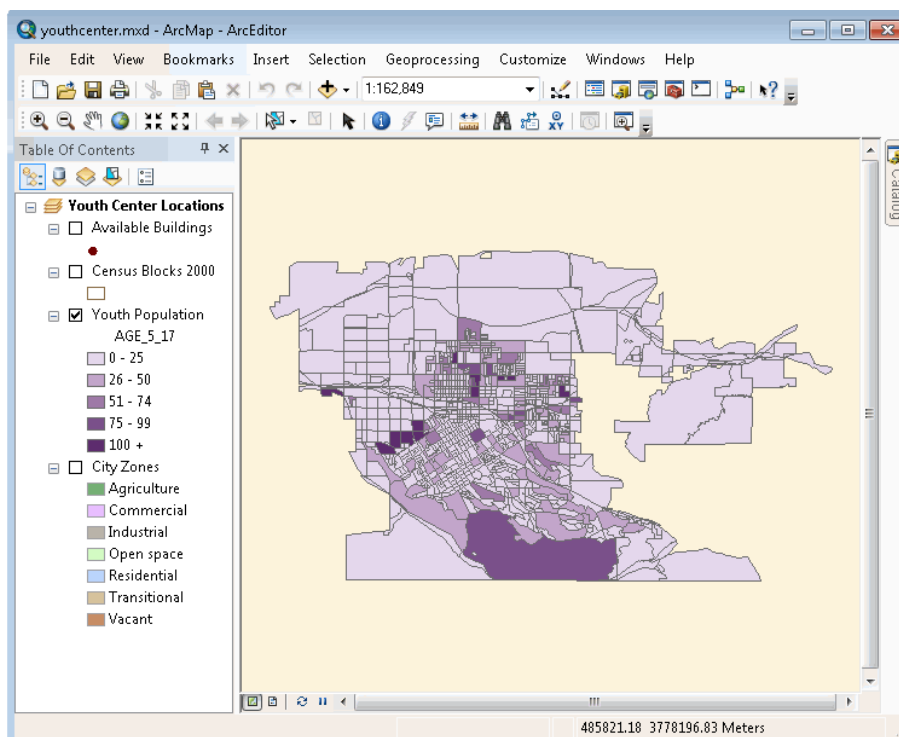 youthcenter.mxd - ArcMap - ArcEditor
File Edit View Bookmarks Insert Selection Geoprocessing Customize Windows Help
1:162,849
Table Of Contents
Youth Center Locations
Available Buildings
Census Blocks 2000
Youth Population
AGE_5_17
0 - 25
26 - 50
51 - 74
75 - 99
100 +
City Zones
Agriculture
Commercial
Industrial
Open space
Residential
Transitional
Vacant
Catalog
485821.18 3778196.83 Meters